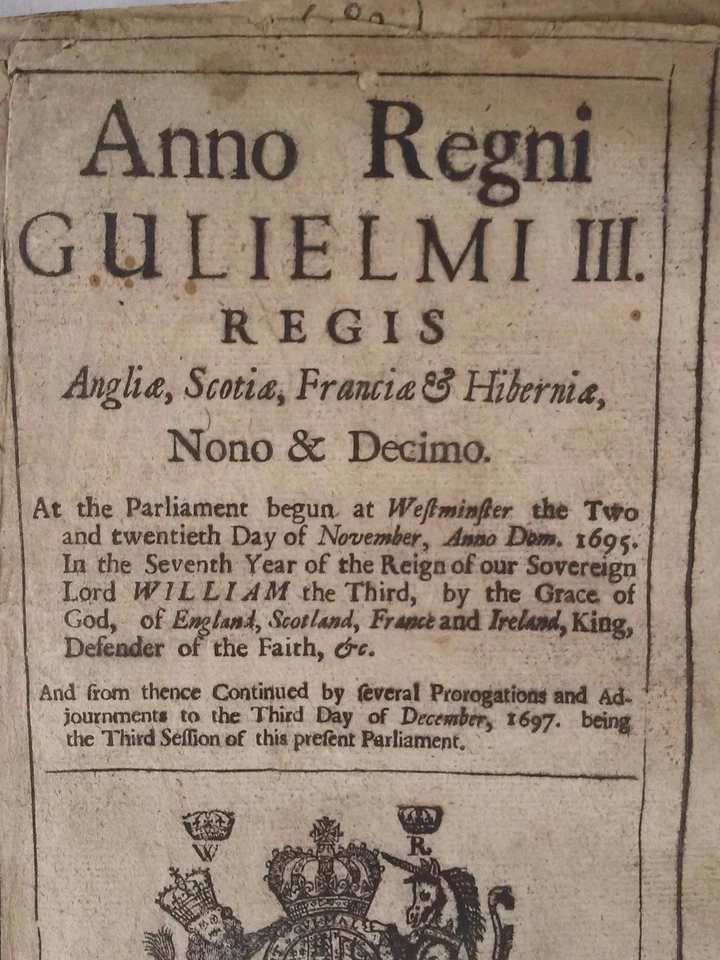 Anno Regni
GULIELMI III.
REGIS
Angliæ, Scotiæ, Franciæ & Hiberniæ,
Nono & Decimo.
At the Parliament begun at Weſtminſter the Two
and twentieth Day of November, Anno Dom. 1695.
In the Seventh Year of the Reign of our Sovereign
Lord WILLIAM the Third, by the Grace of
God, of England, Scotland, France and Ireland, King,
Defender of the Faith, &c.
And from thence Continued by ſeveral Prorogations and Ad-
journments to the Third Day of December, 1697. being
the Third Seſſion of this preſent Parliament.
W R
QUI MAL